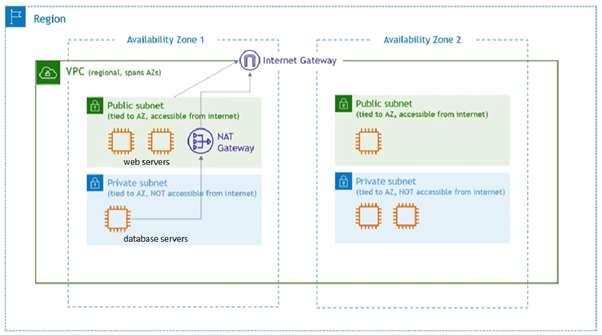 Region
Availability Zone 1
Availability Zone 2
Internet Gateway
VPC (regional, spans AZs)
Public subnet
(tied to AZ, accessible from internet)
NAT
Gateway
web servers
Private subnet
(tied to AZ, NOT accessible from internet)
database servers
Public subnet
(tied to AZ, accessible from internet)
Private subnet
(tied to AZ, NOT accessible from internet)